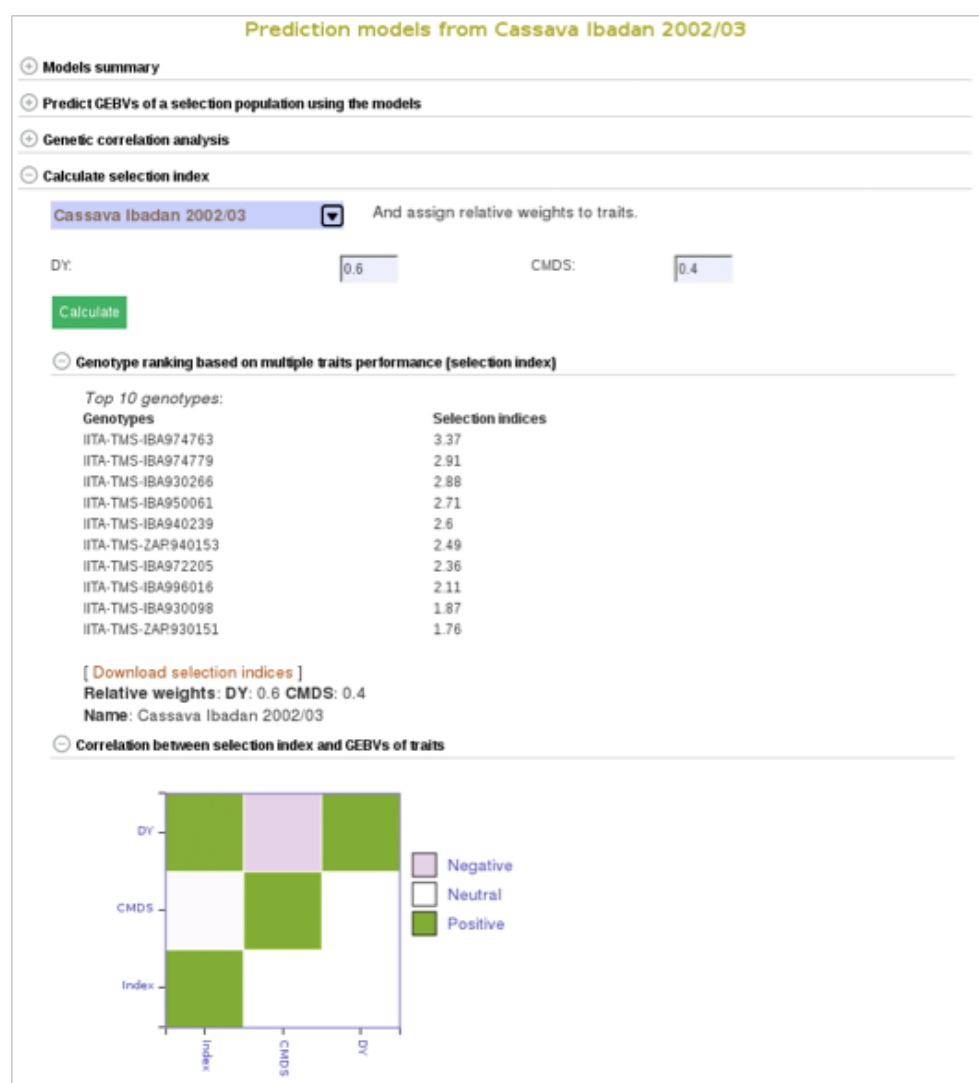 Prediction models from Cassava Ibadan 2002/03
Models summary
Predict GEBVs of a selection population using the models
Genetic correlation analysis
Calculate selection index
Cassava Ibadan 2002/03 And assign relative weights to traits.
DY: 0.6 CMDS: 0.4
Calculate
Genotype ranking based on multiple traits performance (selection index)
Top 10 genotypes:
Genotypes Selection indices
IITA-TMS-IBA974763 3.37
IITA-TMS-IBA974779 2.91
IITA-TMS-IBA930266 2.88
IITA-TMS-IBA950061 2.71
IITA-TMS-IBA940239 2.6
IITA-TMS-ZAR940153 2.49
IITA-TMS-IBA972205 2.36
IITA-TMS-IBA996016 2.11
IITA-TMS-IBA930098 1.87
IITA-TMS-ZAR930151 1.76
[ Download selection indices ]
Relative weights: DY: 0.6 CMDS: 0.4
Name: Cassava Ibadan 2002/03
Correlation between selection index and GEBVs of traits
DY
CMDS
Index
Index
CMDS
DY
Negative
Neutral
Positive